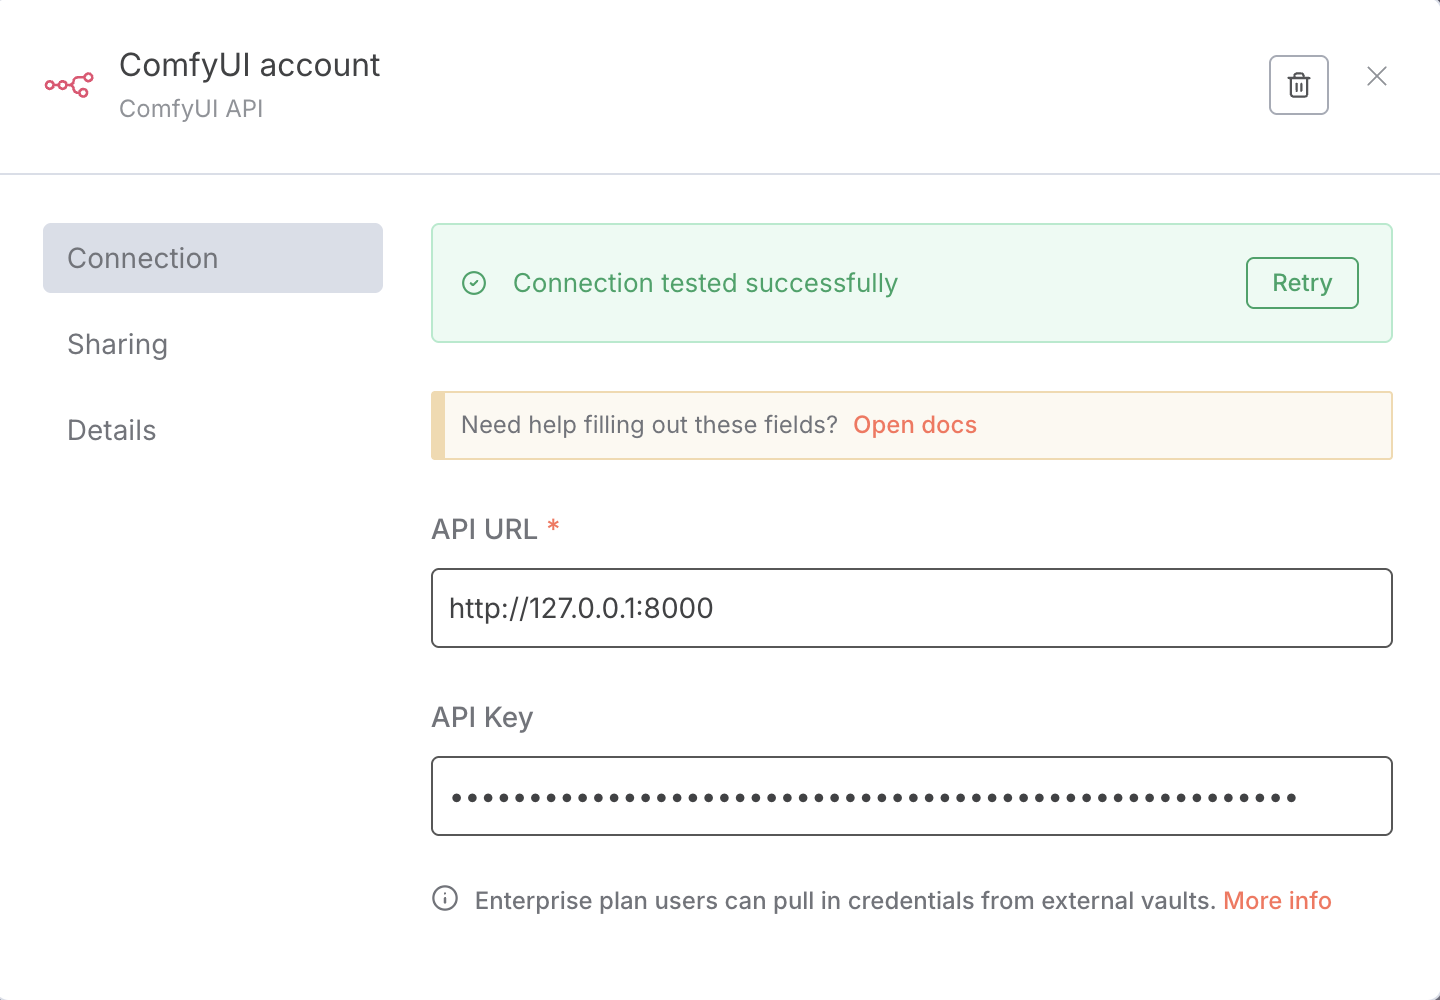 ComfyUI account
ComfyUI API
Connection
Sharing
Details
Connection tested successfully
Retry
Need help filling out these fields? Open docs
API URL *
http://127.0.0.1:8000
API Key
Enterprise plan users can pull in credentials from external vaults. More info